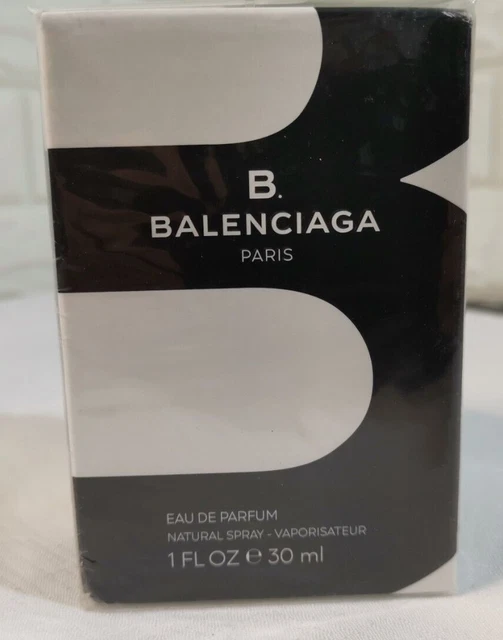 B.
BALENCIAGA
PARIS
EAU DE PARFUM
NATURAL SPRAY - VAPORISATEUR
1 FL OZ ℮ 30 ml